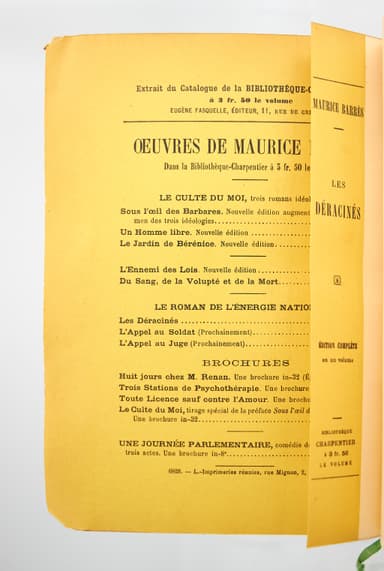 Extrait du Catalogue de la BIBLIOTHÈQUE-C
à 3 fr. 50 le volume
EUGÈNE FASQUELLE, ÉDITEUR, 11, RUE DE
ŒUVRES DE MAURICE
Dans la Bibliothèque-Charpentier à 3 fr. 50 le
LE CULTE DU MOI, trois romans idéol
Sous l'œil des Barbares. Nouvelle édition augmen
men des trois idéologies
Un Homme libre. Nouvelle édition
Le Jardin de Bérénice. Nouvelle édition
L'Ennemi des Lois. Nouvelle édition
Du Sang, de la Volupté et de la Mort
LE ROMAN DE L'ÉNERGIE NATIO
Les Déracinés
L'Appel au Soldat (Prochainement)
L'Appel au Juge (Prochainement)
BROCHURES
Huit jours chez M. Renan. Une brochure in-32
Trois Stations de Psychothérapie. Une brochure
Toute Licence sauf contre l'Amour. Une brochu
Le Culte du Moi, tirage spécial de la préface Sous l'œil d
Une brochure in-32
UNE JOURNÉE PARLEMENTAIRE, comédie d
trois actes. Une brochure in-8°
6828. — L.-Imprimeries réunies, rue Mignon, 2,
MAURICE BARRÈS
LES
DÉRACINÉS
ÉDITION COMPLÈTE
EN UN VOLUME
BIBLIOTHÈQUE
CHARPENTIER
à 3 fr. 50
LE VOLUME